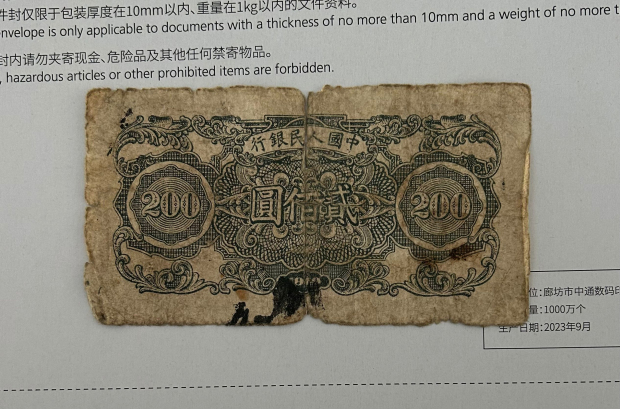 件封仅限于包装厚度在10mm以内、重量在1kg以内的文件资料。
envelope is only applicable to documents with a thickness of no more than 10mm and a weight of no more t
封内请勿夹寄现金、危险品及其他任何禁寄物品。
, hazardous articles or other prohibited items are forbidden.
行銀民人國中
200 圓佰貳 200
位:廊坊市中通数码印
量:1000万个
生产日期:2023年9月